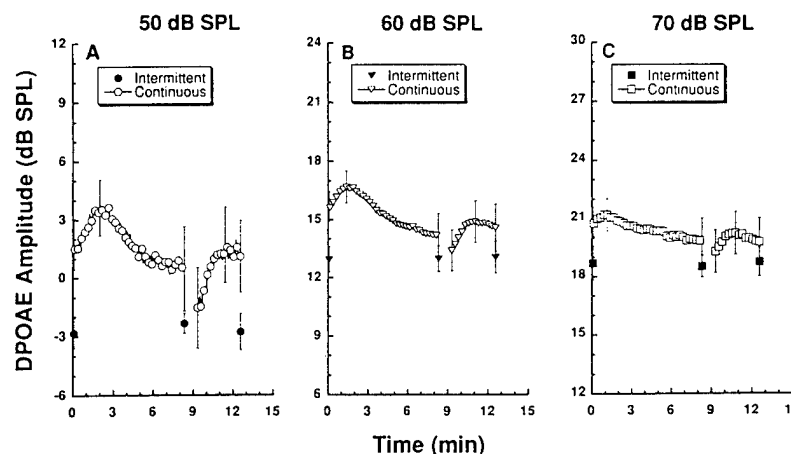 50 dB SPL
60 dB SPL
70 dB SPL
DPOAE Amplitude (dB SPL)
A
Intermittent
Continuous
12
9
6
3
0
-3
-6
0 3 6 9 12 15
B
Intermittent
Continuous
24
21
18
15
12
9
6
0 3 6 9 12 15
C
Intermittent
Continuous
30
27
24
21
18
15
12
0 3 6 9 12 15
Time (min)